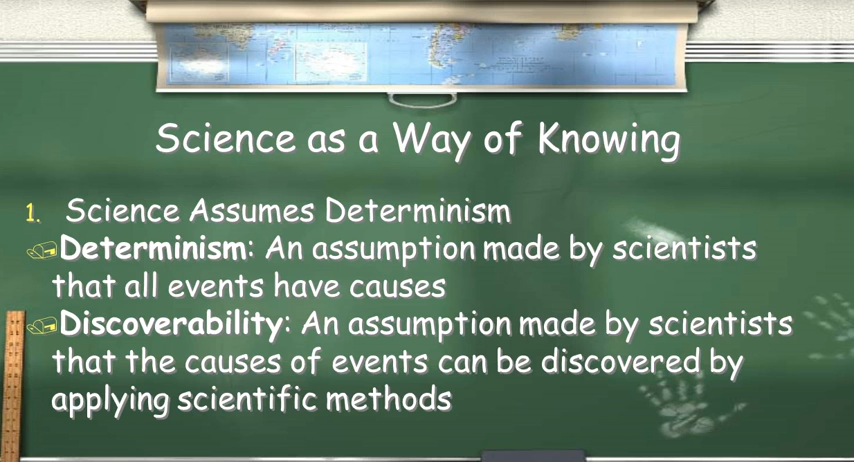 Science as a Way of Knowing
1. Science Assumes Determinism
Determinism: An assumption made by scientists
that all events have causes
Discoverability: An assumption made by scientists
that the causes of events can be discovered by
applying scientific methods